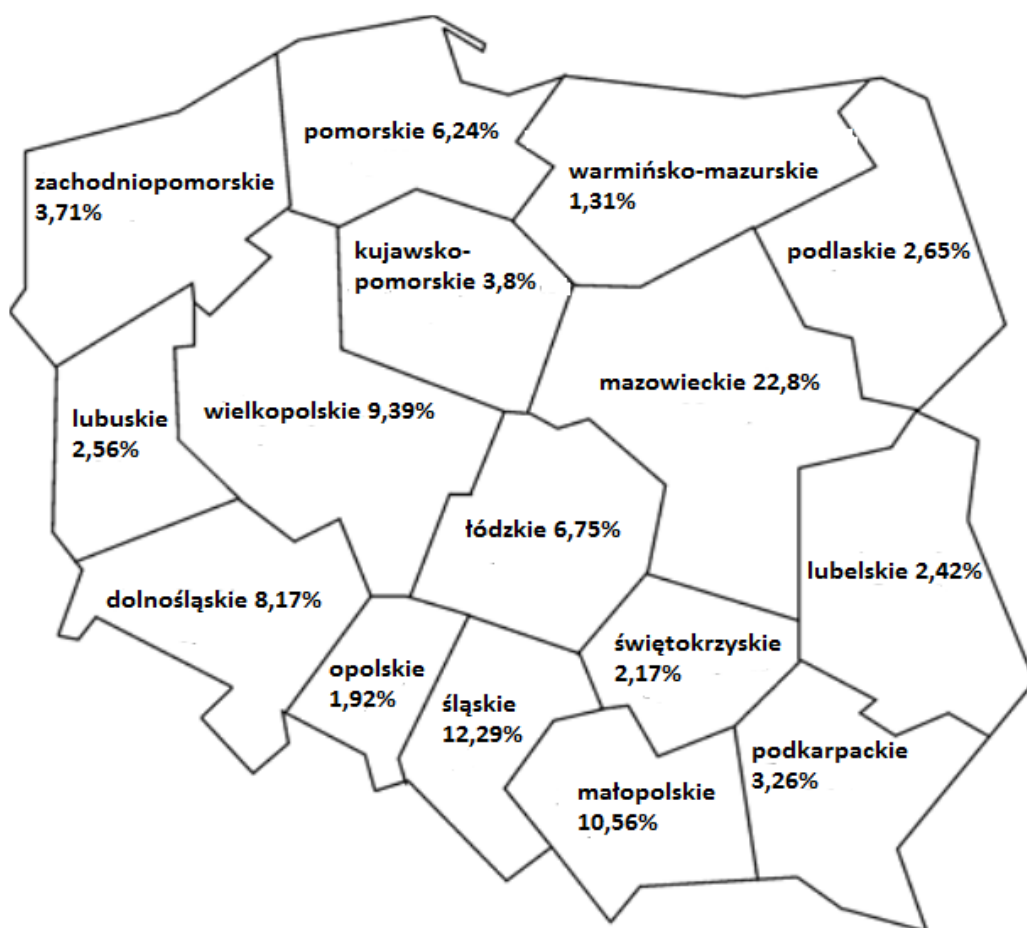 pomorskie 6,24%
zachodniopomorskie
3,71%
warmińsko-mazurskie
1,31%
kujawsko-
pomorskie 3,8%
podlaskie 2,65%
mazowieckie 22,8%
lubuskie
2,56%
wielkopolskie 9,39%
łódzkie 6,75%
lubelskie 2,42%
dolnośląskie 8,17%
opolskie
1,92%
śląskie
12,29%
świętokrzyskie
2,17%
małopolskie
10,56%
podkarpackie
3,26%